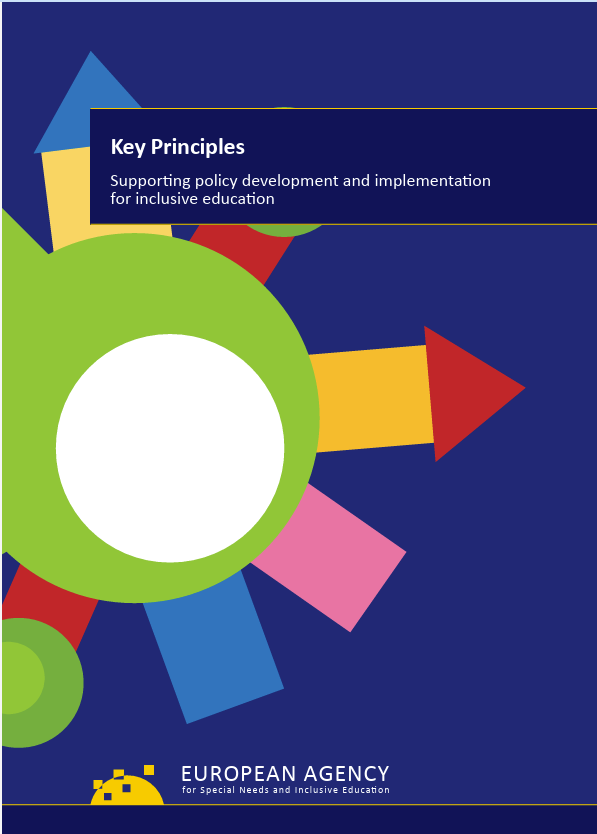 Key Principles
Supporting policy development and implementation
for inclusive education
EUROPEAN AGENCY
for Special Needs and Inclusive Education